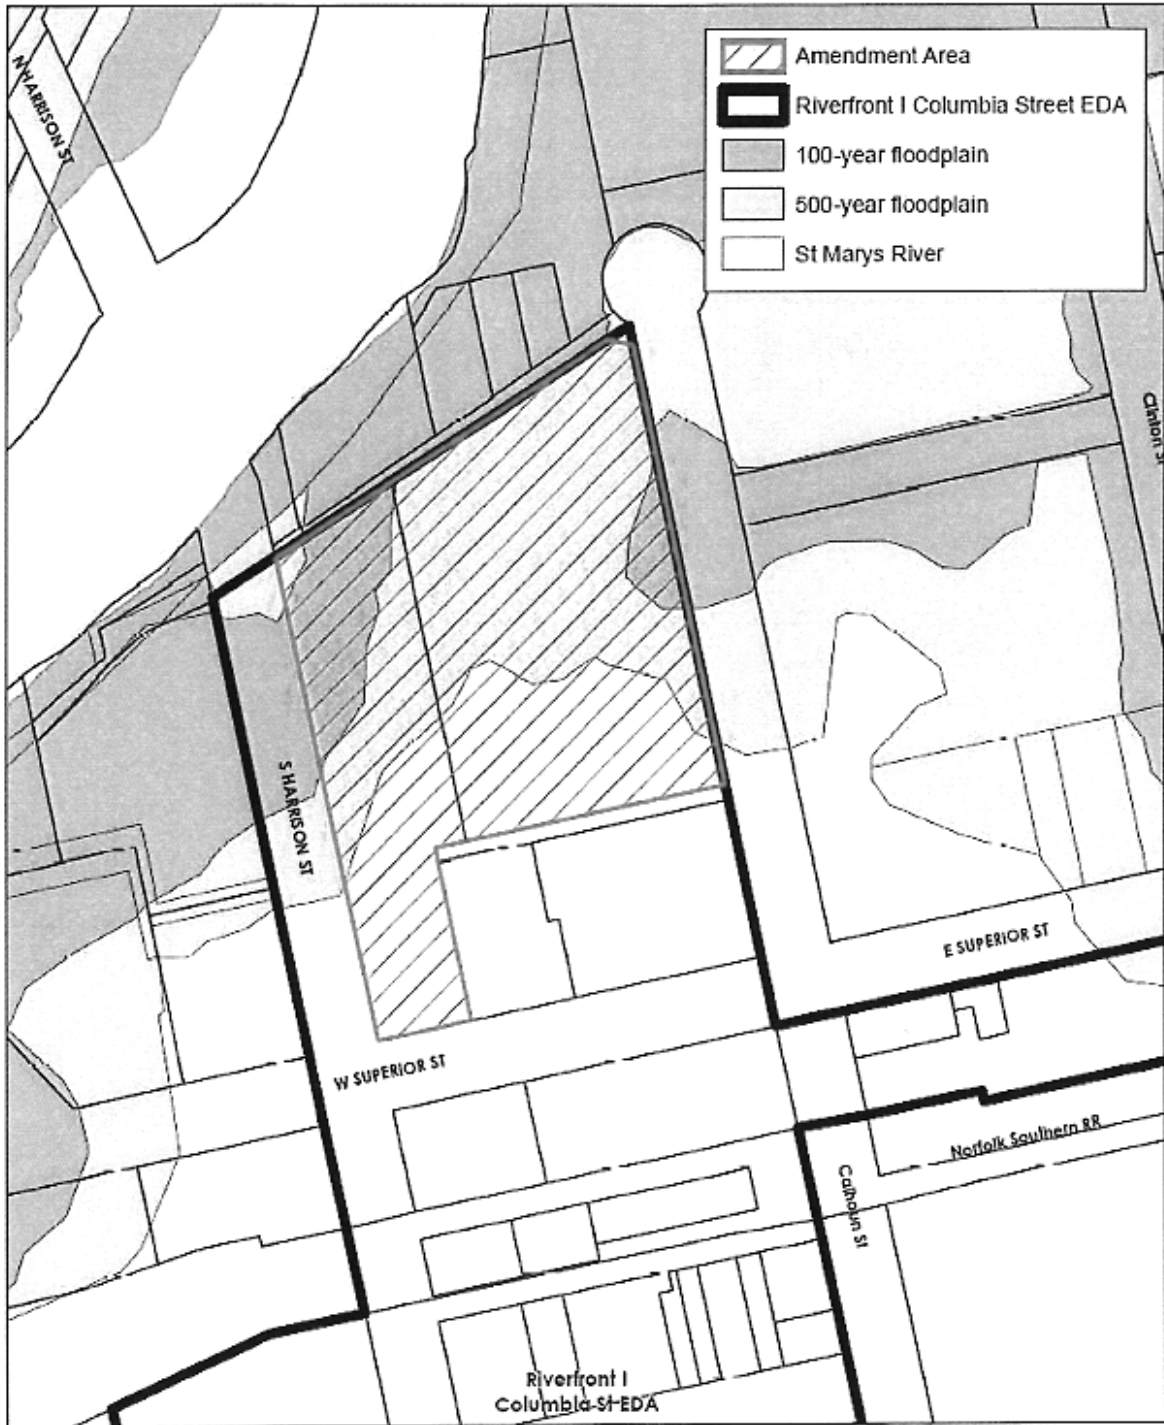 Amendment Area
Riverfront I Columbia Street EDA
100-year floodplain
500-year floodplain
St Marys River
N HARRISON ST
Clinton St
S HARRISON ST
E SUPERIOR ST
W SUPERIOR ST
Norfolk Southern RR
Calhoun St
Riverfront I
Columbia St EDA